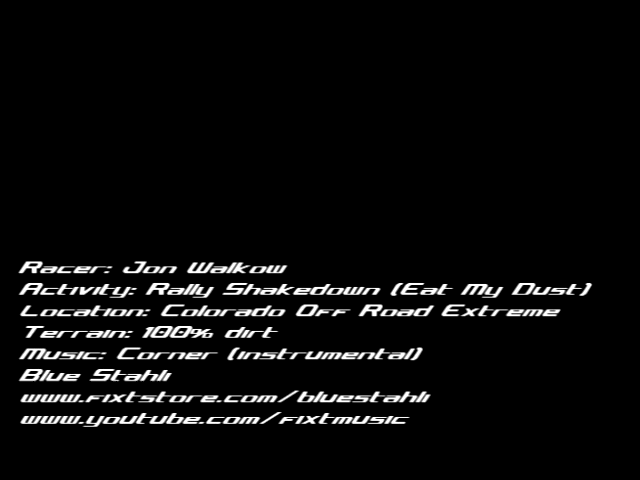 Racer: Jon Walkow
Activity: Rally Shakedown (Eat My Dust)
Location: Colorado Off Road Extreme
Terrain: 100% dirt
Music: Corner (instrumental)
Blue Stahli
www.fixtstore.com/bluestahli
www.youtube.com/fixtmusic